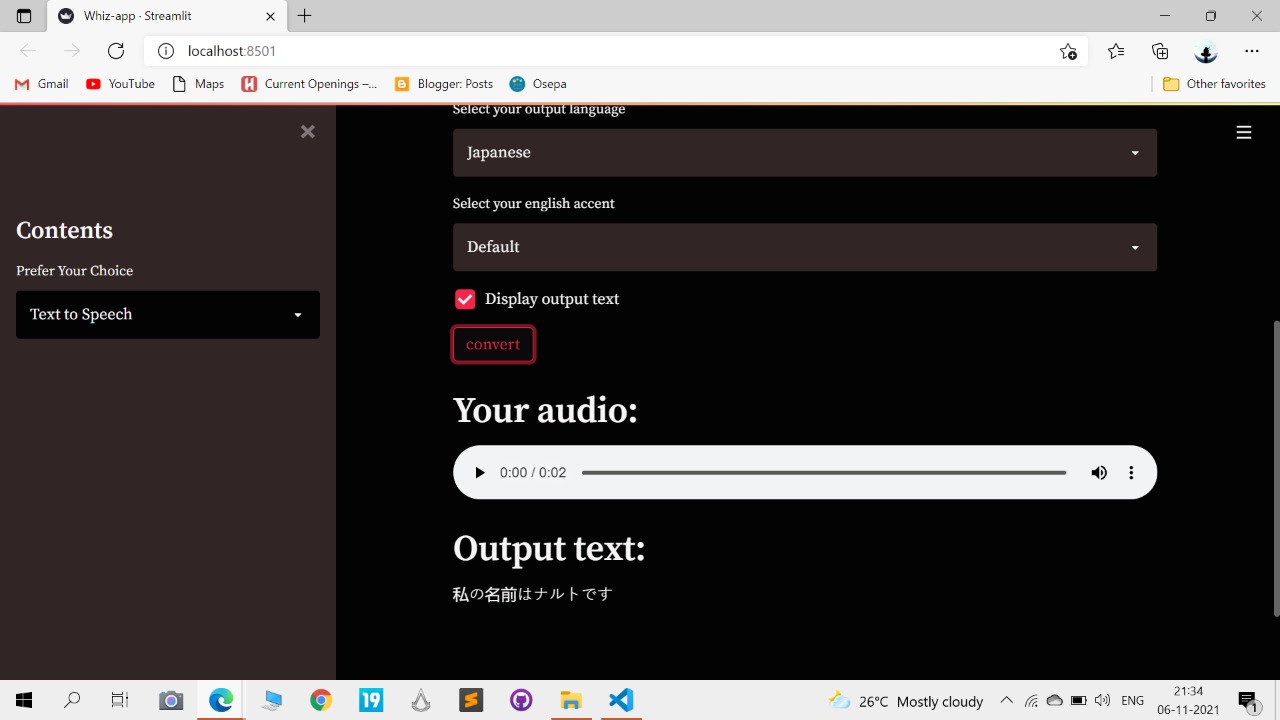 Whiz-app · Streamlit
localhost:8501
Gmail
YouTube
Maps
Current Openings –...
Blogger: Posts
Osepa
Other favorites
Select your output language
Japanese
Select your english accent
Default
Contents
Prefer Your Choice
Text to Speech
Display output text
convert
Your audio:
0:00 / 0:02
Output text:
私の名前はナルトです
19
26°C Mostly cloudy
ENG
21:34
06-11-2021
1